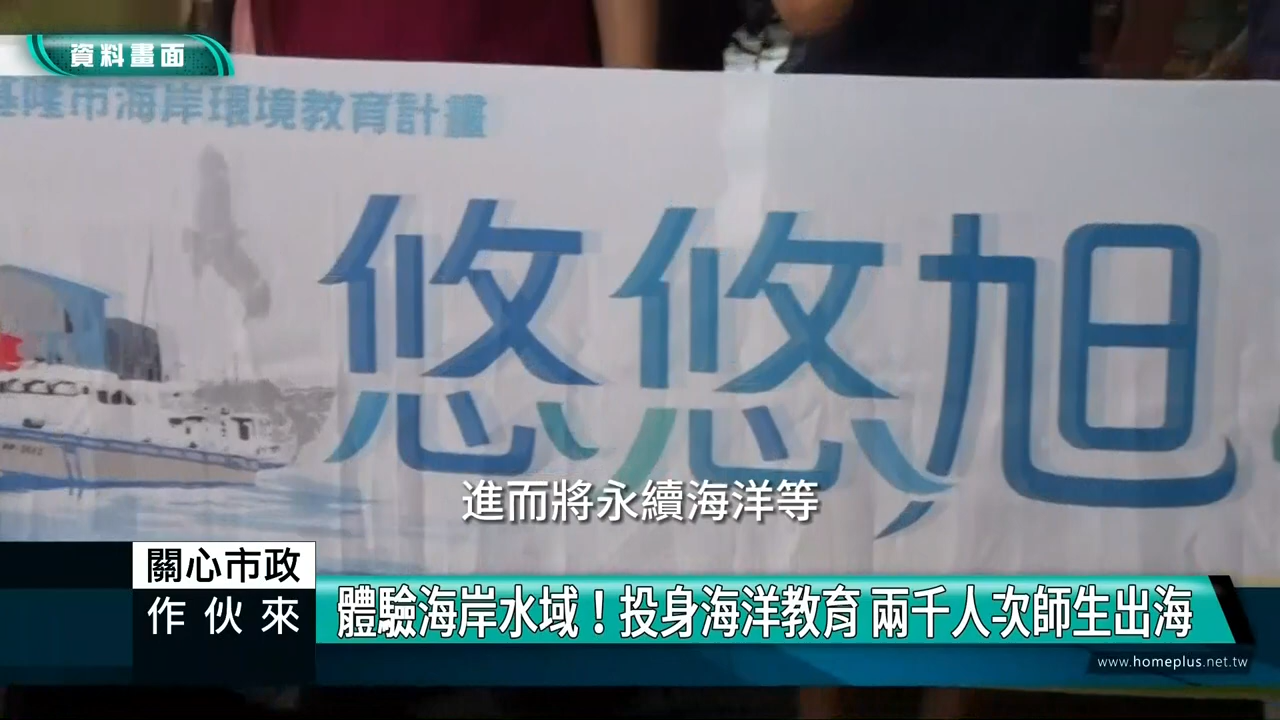 資料畫面
基隆市海岸環境教育計畫
悠悠旭
進而將永續海洋等
關心市政
作伙來
體驗海岸水域！投身海洋教育 兩千人次師生出海
www.homeplus.net.tw